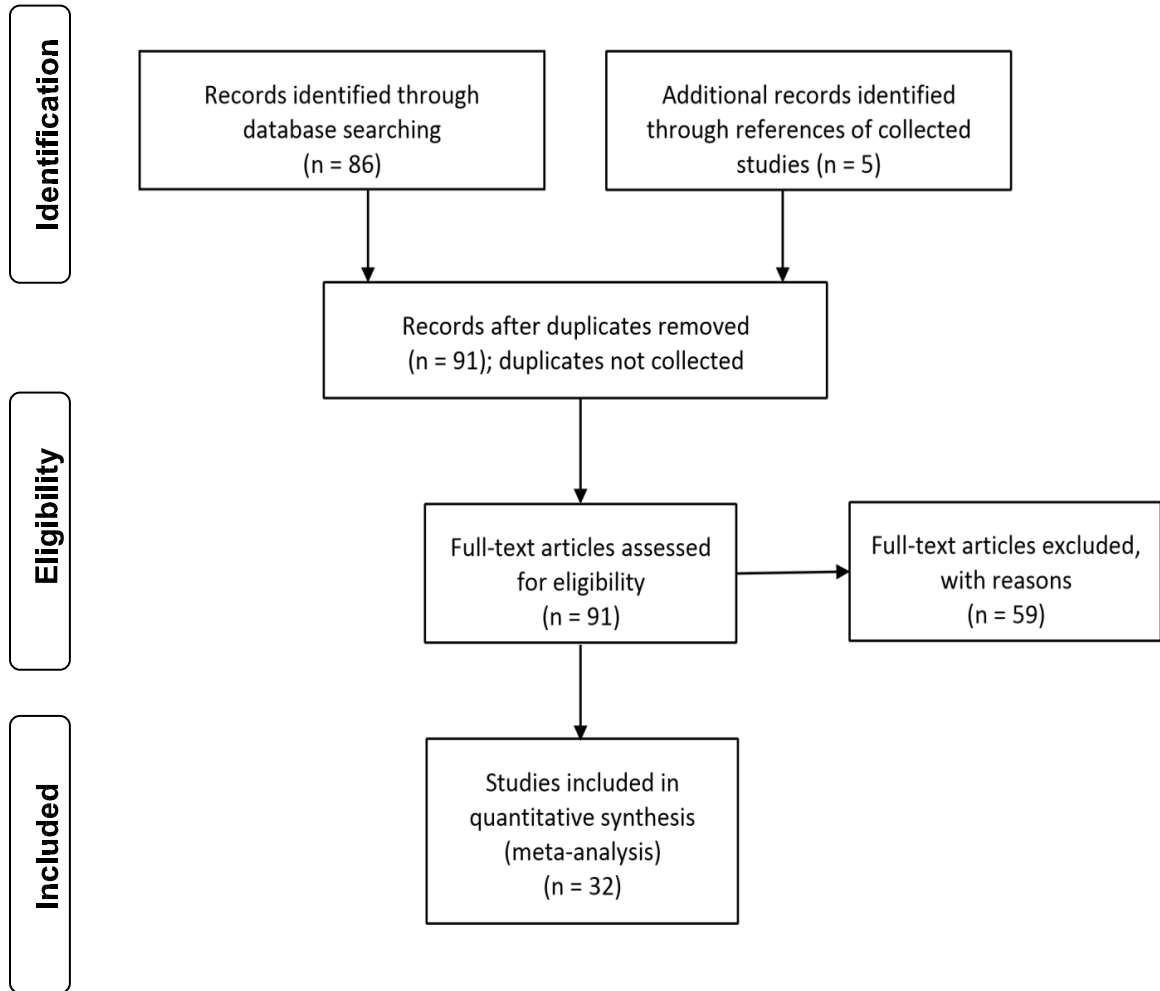 Identification
Records identified through
database searching
(n = 86)
Additional records identified
through references of collected
studies (n = 5)
Records after duplicates removed
(n = 91); duplicates not collected
Eligibility
Full-text articles assessed
for eligibility
(n = 91)
Full-text articles excluded,
with reasons
(n = 59)
Included
Studies included in
quantitative synthesis
(meta-analysis)
(n = 32)